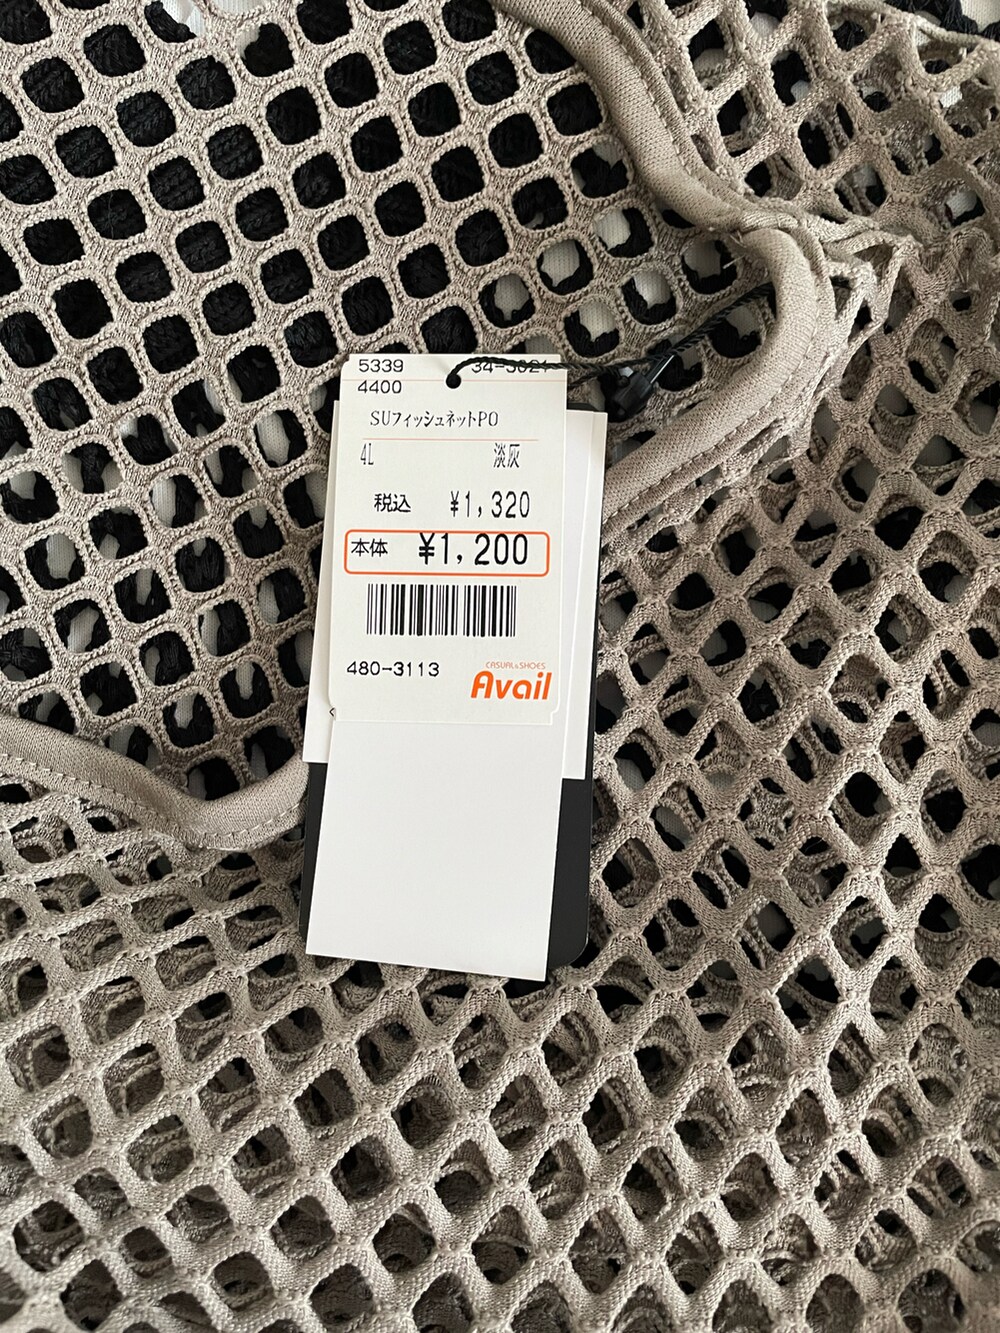 5339 34-3021
4400
SUフィッシュネットPO
4L 淡灰
税込 ¥1,320
本体 ¥1,200
480-3113
CASUAL&SHOES
Avail